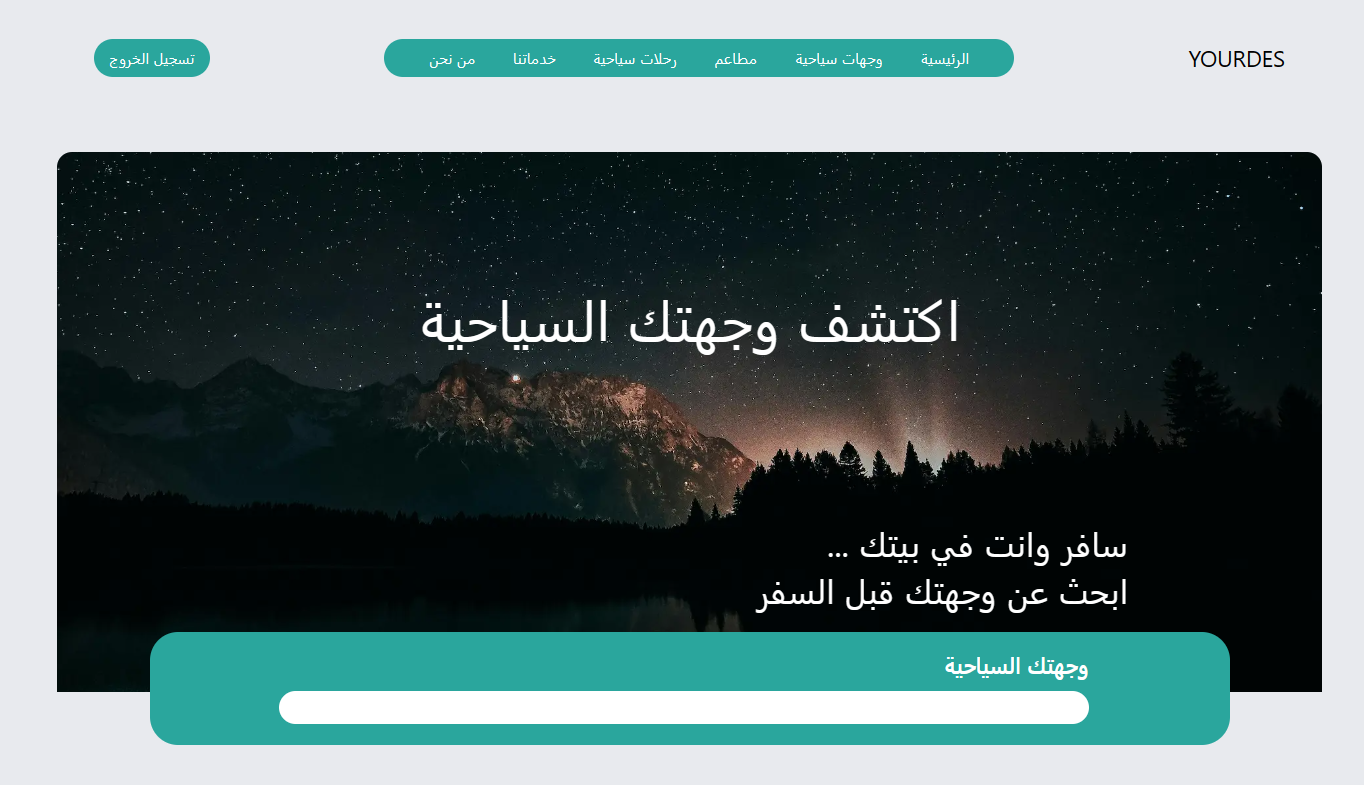 YOURDES
الرئيسية وجهات سياحية مطاعم رحلات سياحية خدماتنا من نحن
تسجيل الخروج
اكتشف وجهتك السياحية
سافر وانت في بيتك ...
ابحث عن وجهتك قبل السفر
وجهتك السياحية